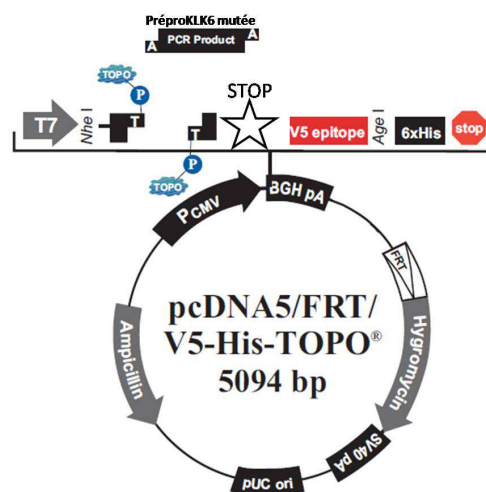 PréproKLK6 mutée
A PCR Product A
TOPO
P
STOP
T7
Nhe I
T
T
V5 epitope
Age I
6xHis
stop
P
TOPO
PCMV
BGH pA
FRT
pcDNA5/FRT/
V5-His-TOPO®
5094 bp
Ampicillin
Hygromycin
SV40 pA
pUC ori